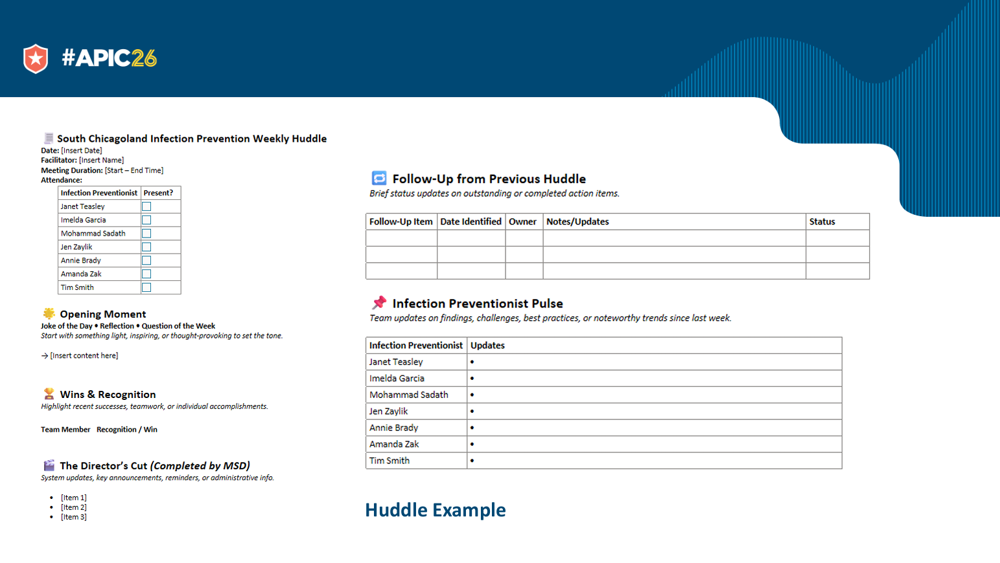 #APIC26
South Chicagoland Infection Prevention Weekly Huddle
Date: [Insert Date]
Facilitator: [Insert Name]
Meeting Duration: [Start – End Time]
Attendance:
Infection Preventionist Present?
Janet Teasley
Imelda Garcia
Mohammad Sadath
Jen Zaylik
Annie Brady
Amanda Zak
Tim Smith
Opening Moment
Joke of the Day • Reflection • Question of the Week
Start with something light, inspiring, or thought-provoking to set the tone.
→ [Insert content here]
Wins & Recognition
Highlight recent successes, teamwork, or individual accomplishments.
Team Member Recognition / Win
The Director’s Cut (Completed by MSD)
System updates, key announcements, reminders, or administrative info.
• [Item 1]
• [Item 2]
• [Item 3]
Follow-Up from Previous Huddle
Brief status updates on outstanding or completed action items.
Follow-Up Item Date Identified Owner Notes/Updates Status
Infection Preventionist Pulse
Team updates on findings, challenges, best practices, or noteworthy trends since last week.
Infection Preventionist Updates
Janet Teasley •
Imelda Garcia •
Mohammad Sadath •
Jen Zaylik •
Annie Brady •
Amanda Zak •
Tim Smith •
Huddle Example